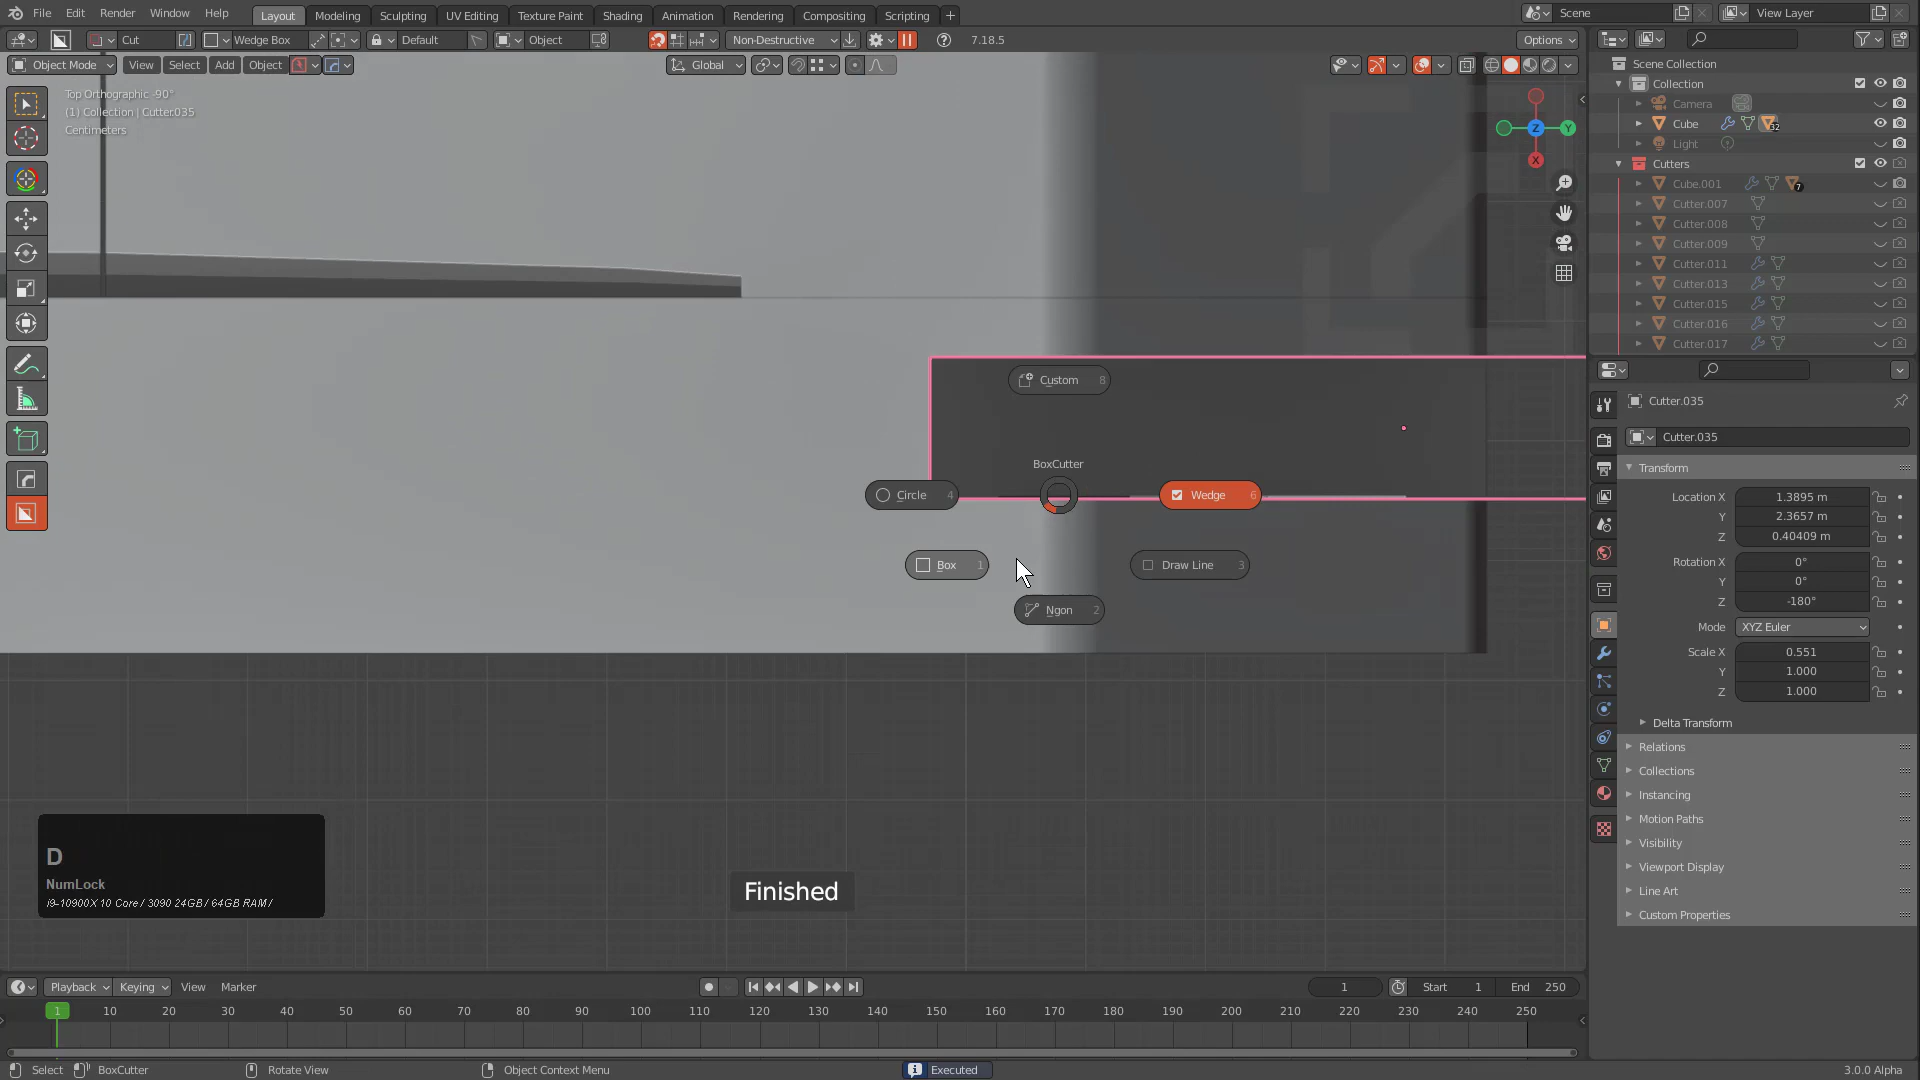 File Edit Render Window Help Layout Modeling Sculpting UV Editing Texture Paint Shading Animation Rendering Compositing Scripting + Scene View Layer
Cut Wedge Box Default Object Non-Destructive 7.18.5 Options
Object Mode View Select Add Object Global
Top Orthographic -90°
(1) Collection | Cutter.035
Centimeters
X
Y
Z
Scene Collection
Collection
Camera
Cube 32
Light
Cutters
Cube.001 7
Cutter.007
Cutter.008
Cutter.009
Cutter.011
Cutter.013
Cutter.015
Cutter.016
Cutter.017
Custom 8
BoxCutter
Circle 4
Wedge 6
Box 1
Draw Line 3
Ngon 2
Cutter.035
Cutter.035
Transform
Location X 1.3895 m
Y 2.3657 m
Z 0.40409 m
Rotation X 0°
Y 0°
Z -180°
Mode XYZ Euler
Scale X 0.551
Y 1.000
Z 1.000
Delta Transform
Relations
Collections
Instancing
Motion Paths
Visibility
Viewport Display
Line Art
Custom Properties
D
NumLock
i9-10900X 10 Core / 3090 24GB / 64GB RAM /
Finished
Playback Keying View Marker 1 Start 1 End 250
1 10 20 30 40 50 60 70 80 90 100 110 120 130 140 150 160 170 180 190 200 210 220 230 240 250
Select BoxCutter Rotate View Object Context Menu Executed 3.0.0 Alpha